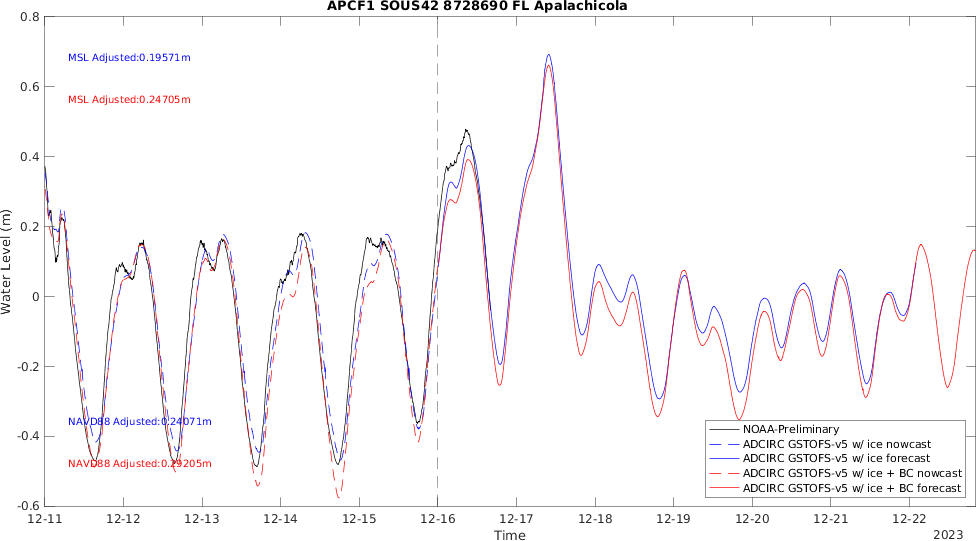 APCF1 SOUS42 8728690 FL Apalachicola
0.8
0.6
0.4
0.2
0
-0.2
-0.4
-0.6
Water Level (m)
MSL Adjusted:0.19571m
MSL Adjusted:0.24705m
NAVD88 Adjusted:0.24071m
NAVD88 Adjusted:0.29205m
NOAA-Preliminary
ADCIRC GSTOFS-v5 w/ ice nowcast
ADCIRC GSTOFS-v5 w/ ice forecast
ADCIRC GSTOFS-v5 w/ice + BC nowcast
ADCIRC GSTOFS-v5 w/ice + BC forecast
12-11 12-12 12-13 12-14 12-15 12-16 12-17 12-18 12-19 12-20 12-21 12-22
Time
2023